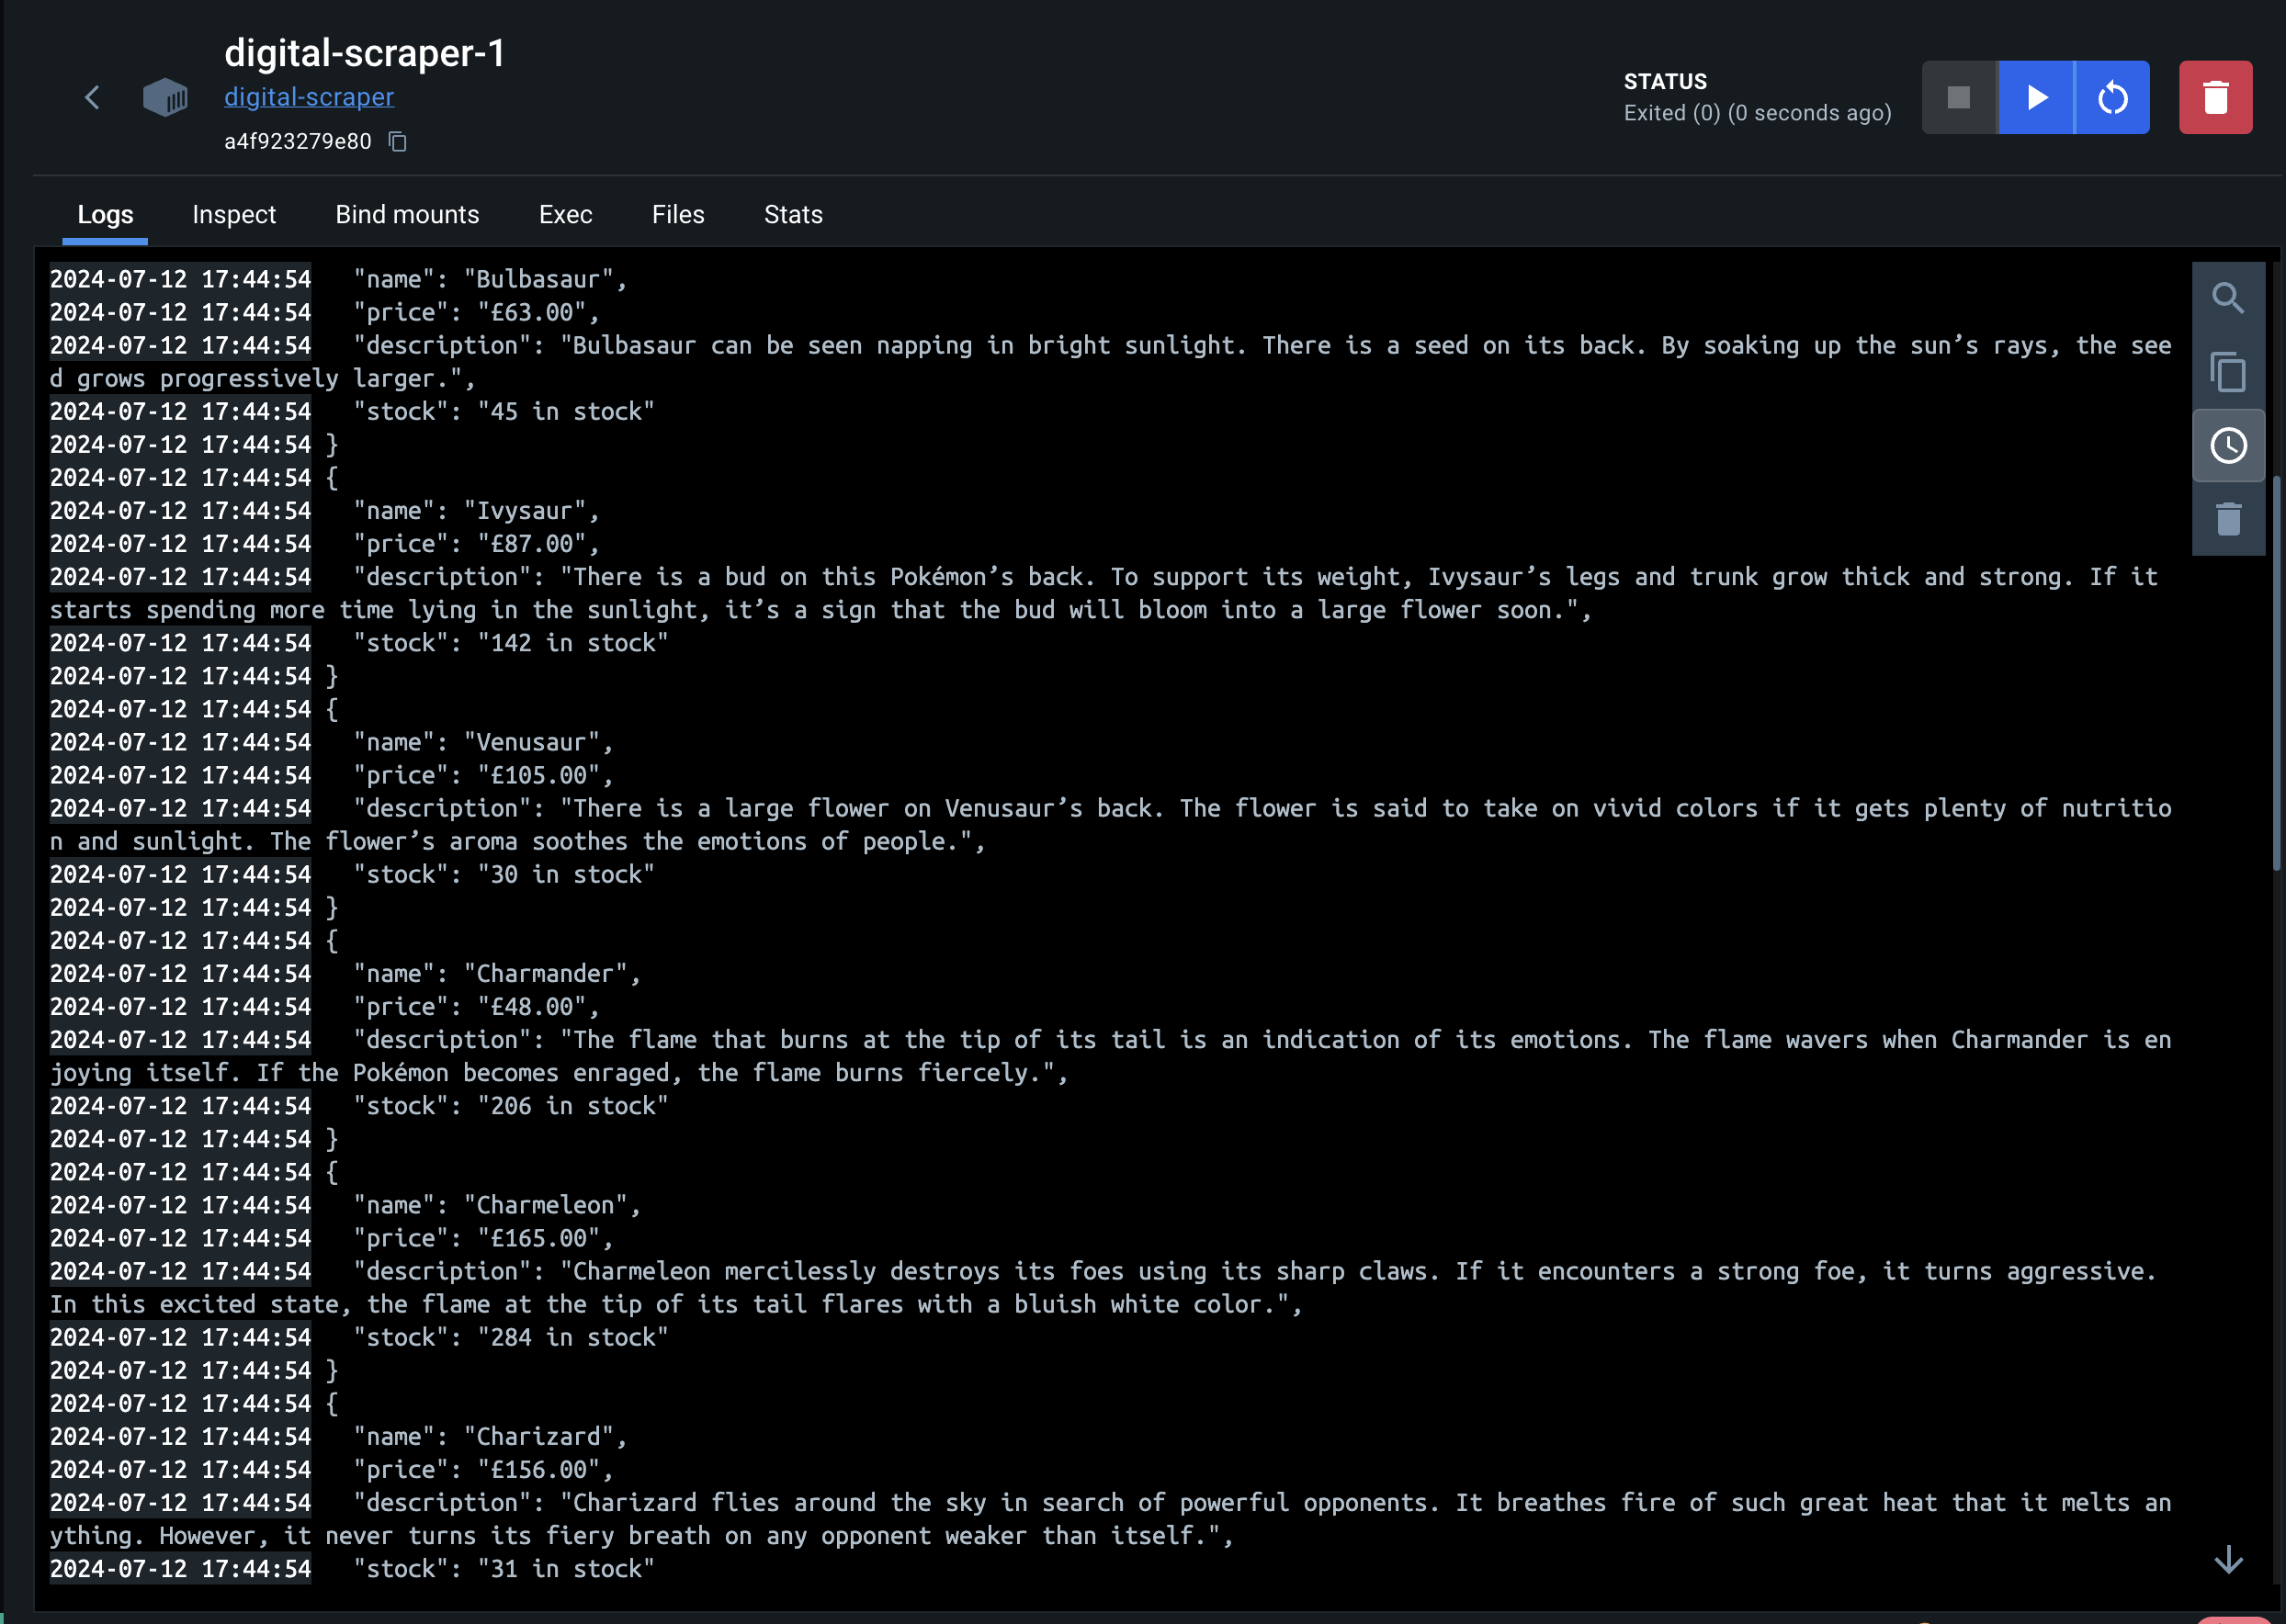 digital-scraper-1
digital-scraper
a4f923279e80
STATUS
Exited (0) (0 seconds ago)
Logs Inspect Bind mounts Exec Files Stats
2024-07-12 17:44:54   "name": "Bulbasaur",
2024-07-12 17:44:54   "price": "£63.00",
2024-07-12 17:44:54   "description": "Bulbasaur can be seen napping in bright sunlight. There is a seed on its back. By soaking up the sun’s rays, the see
d grows progressively larger.",
2024-07-12 17:44:54   "stock": "45 in stock"
2024-07-12 17:44:54 }
2024-07-12 17:44:54 {
2024-07-12 17:44:54   "name": "Ivysaur",
2024-07-12 17:44:54   "price": "£87.00",
2024-07-12 17:44:54   "description": "There is a bud on this Pokémon’s back. To support its weight, Ivysaur’s legs and trunk grow thick and strong. If it
starts spending more time lying in the sunlight, it’s a sign that the bud will bloom into a large flower soon.",
2024-07-12 17:44:54   "stock": "142 in stock"
2024-07-12 17:44:54 }
2024-07-12 17:44:54 {
2024-07-12 17:44:54   "name": "Venusaur",
2024-07-12 17:44:54   "price": "£105.00",
2024-07-12 17:44:54   "description": "There is a large flower on Venusaur’s back. The flower is said to take on vivid colors if it gets plenty of nutritio
n and sunlight. The flower’s aroma soothes the emotions of people.",
2024-07-12 17:44:54   "stock": "30 in stock"
2024-07-12 17:44:54 }
2024-07-12 17:44:54 {
2024-07-12 17:44:54   "name": "Charmander",
2024-07-12 17:44:54   "price": "£48.00",
2024-07-12 17:44:54   "description": "The flame that burns at the tip of its tail is an indication of its emotions. The flame wavers when Charmander is en
joying itself. If the Pokémon becomes enraged, the flame burns fiercely.",
2024-07-12 17:44:54   "stock": "206 in stock"
2024-07-12 17:44:54 }
2024-07-12 17:44:54 {
2024-07-12 17:44:54   "name": "Charmeleon",
2024-07-12 17:44:54   "price": "£165.00",
2024-07-12 17:44:54   "description": "Charmeleon mercilessly destroys its foes using its sharp claws. If it encounters a strong foe, it turns aggressive.
In this excited state, the flame at the tip of its tail flares with a bluish white color.",
2024-07-12 17:44:54   "stock": "284 in stock"
2024-07-12 17:44:54 }
2024-07-12 17:44:54 {
2024-07-12 17:44:54   "name": "Charizard",
2024-07-12 17:44:54   "price": "£156.00",
2024-07-12 17:44:54   "description": "Charizard flies around the sky in search of powerful opponents. It breathes fire of such great heat that it melts an
ything. However, it never turns its fiery breath on any opponent weaker than itself.",
2024-07-12 17:44:54   "stock": "31 in stock"